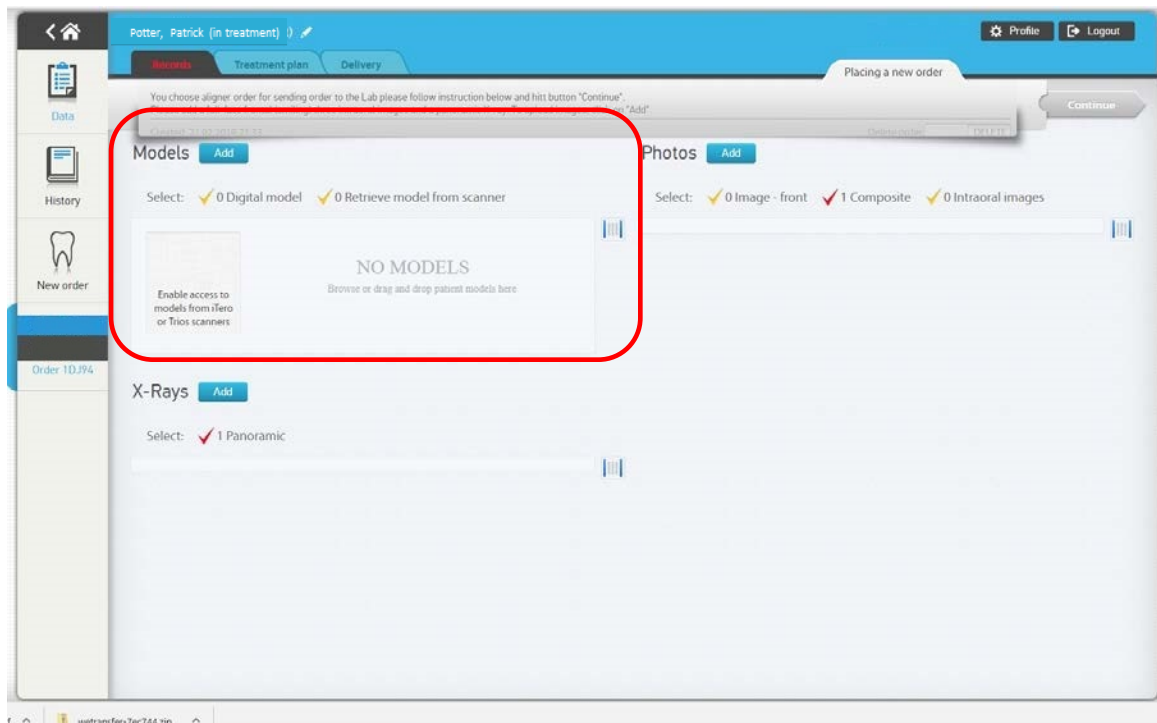 Potter, Patrick (in treatment)
Profile
Logout
Records
Treatment plan
Delivery
Placing a new order
You choose aligner order for sending order to the Lab please follow instruction below and hitt button "Continue".
"Add"
Continue
DELETE
Data
History
New order
Order 1DJ94
Models Add
Select: 0 Digital model 0 Retrieve model from scanner
Enable access to
models from iTero
or Trios scanners
NO MODELS
Browse or drag and drop patient models here
Photos Add
Select: 0 Image - front 1 Composite 0 Intraoral images
X-Rays Add
Select: 1 Panoramic